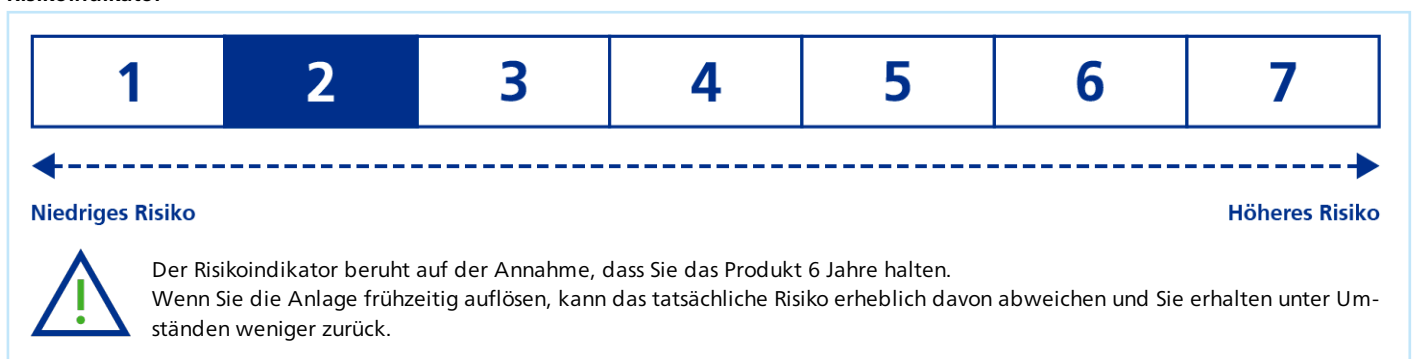 Risikoindikator
1 2 3 4 5 6 7
Niedriges Risiko Höheres Risiko
Der Risikoindikator beruht auf der Annahme, dass Sie das Produkt 6 Jahre halten.
Wenn Sie die Anlage frühzeitig auflösen, kann das tatsächliche Risiko erheblich davon abweichen und Sie erhalten unter Um-
ständen weniger zurück.